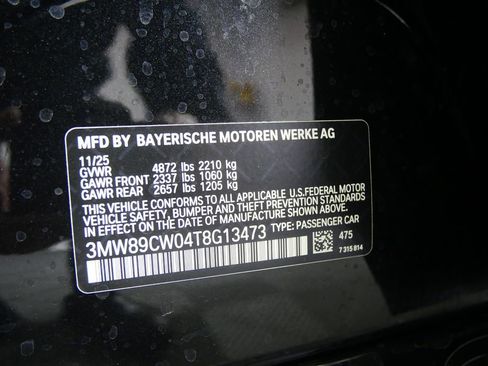 MFD BY BAYERISCHE MOTOREN WERKE AG
11/25
GVWR 4872 lbs 2210 kg
GAWR FRONT 2337 lbs 1060 kg
GAWR REAR 2657 lbs 1205 kg
THIS VEHICLE CONFORMS TO ALL APPLICABLE U.S.FEDERAL MOTOR
VEHICLE SAFETY, BUMPER, AND THEFT PREVENTION STANDARDS
IN EFFECT ON THE DATE OF MANUFACTURE SHOWN ABOVE.
3MW89CW04T8G13473 TYPE: PASSENGER CAR
475
7 315 814